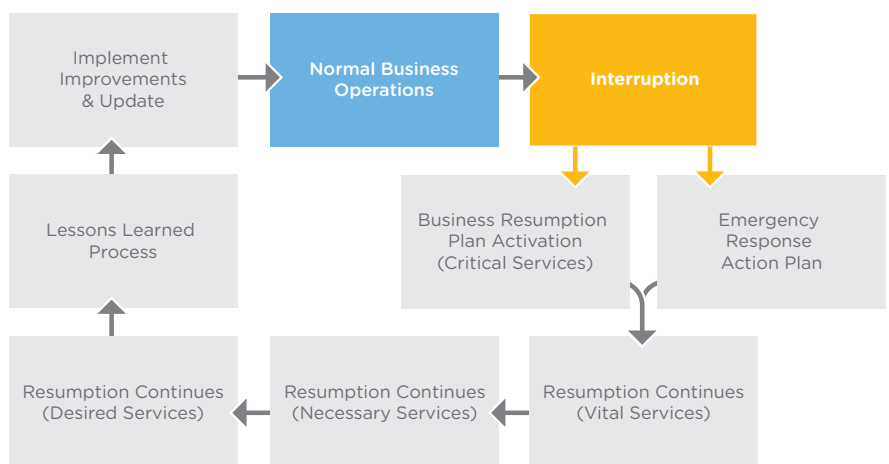 Implement
Improvements
& Update
Normal Business
Operations
Interruption
Lessons Learned
Process
Business Resumption
Plan Activation
(Critical Services)
Emergency
Response
Action Plan
Resumption Continues
(Desired Services)
Resumption Continues
(Necessary Services)
Resumption Continues
(Vital Services)